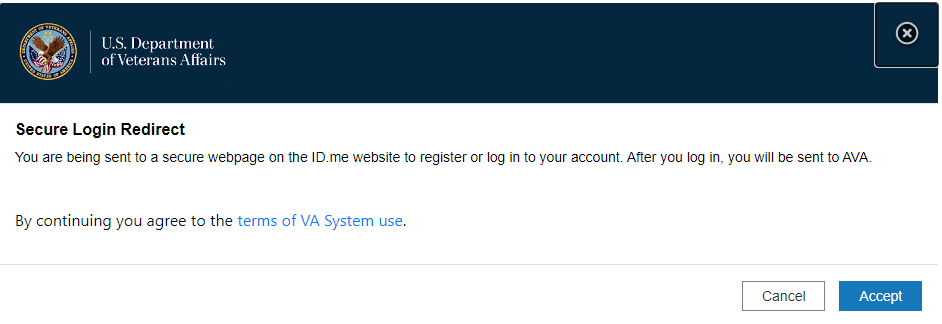 U.S. Department
of Veterans Affairs
Secure Login Redirect
You are being sent to a secure webpage on the ID.me website to register or log in to your account. After you log in, you will be sent to AVA.
By continuing you agree to the terms of VA System use.
Cancel
Accept